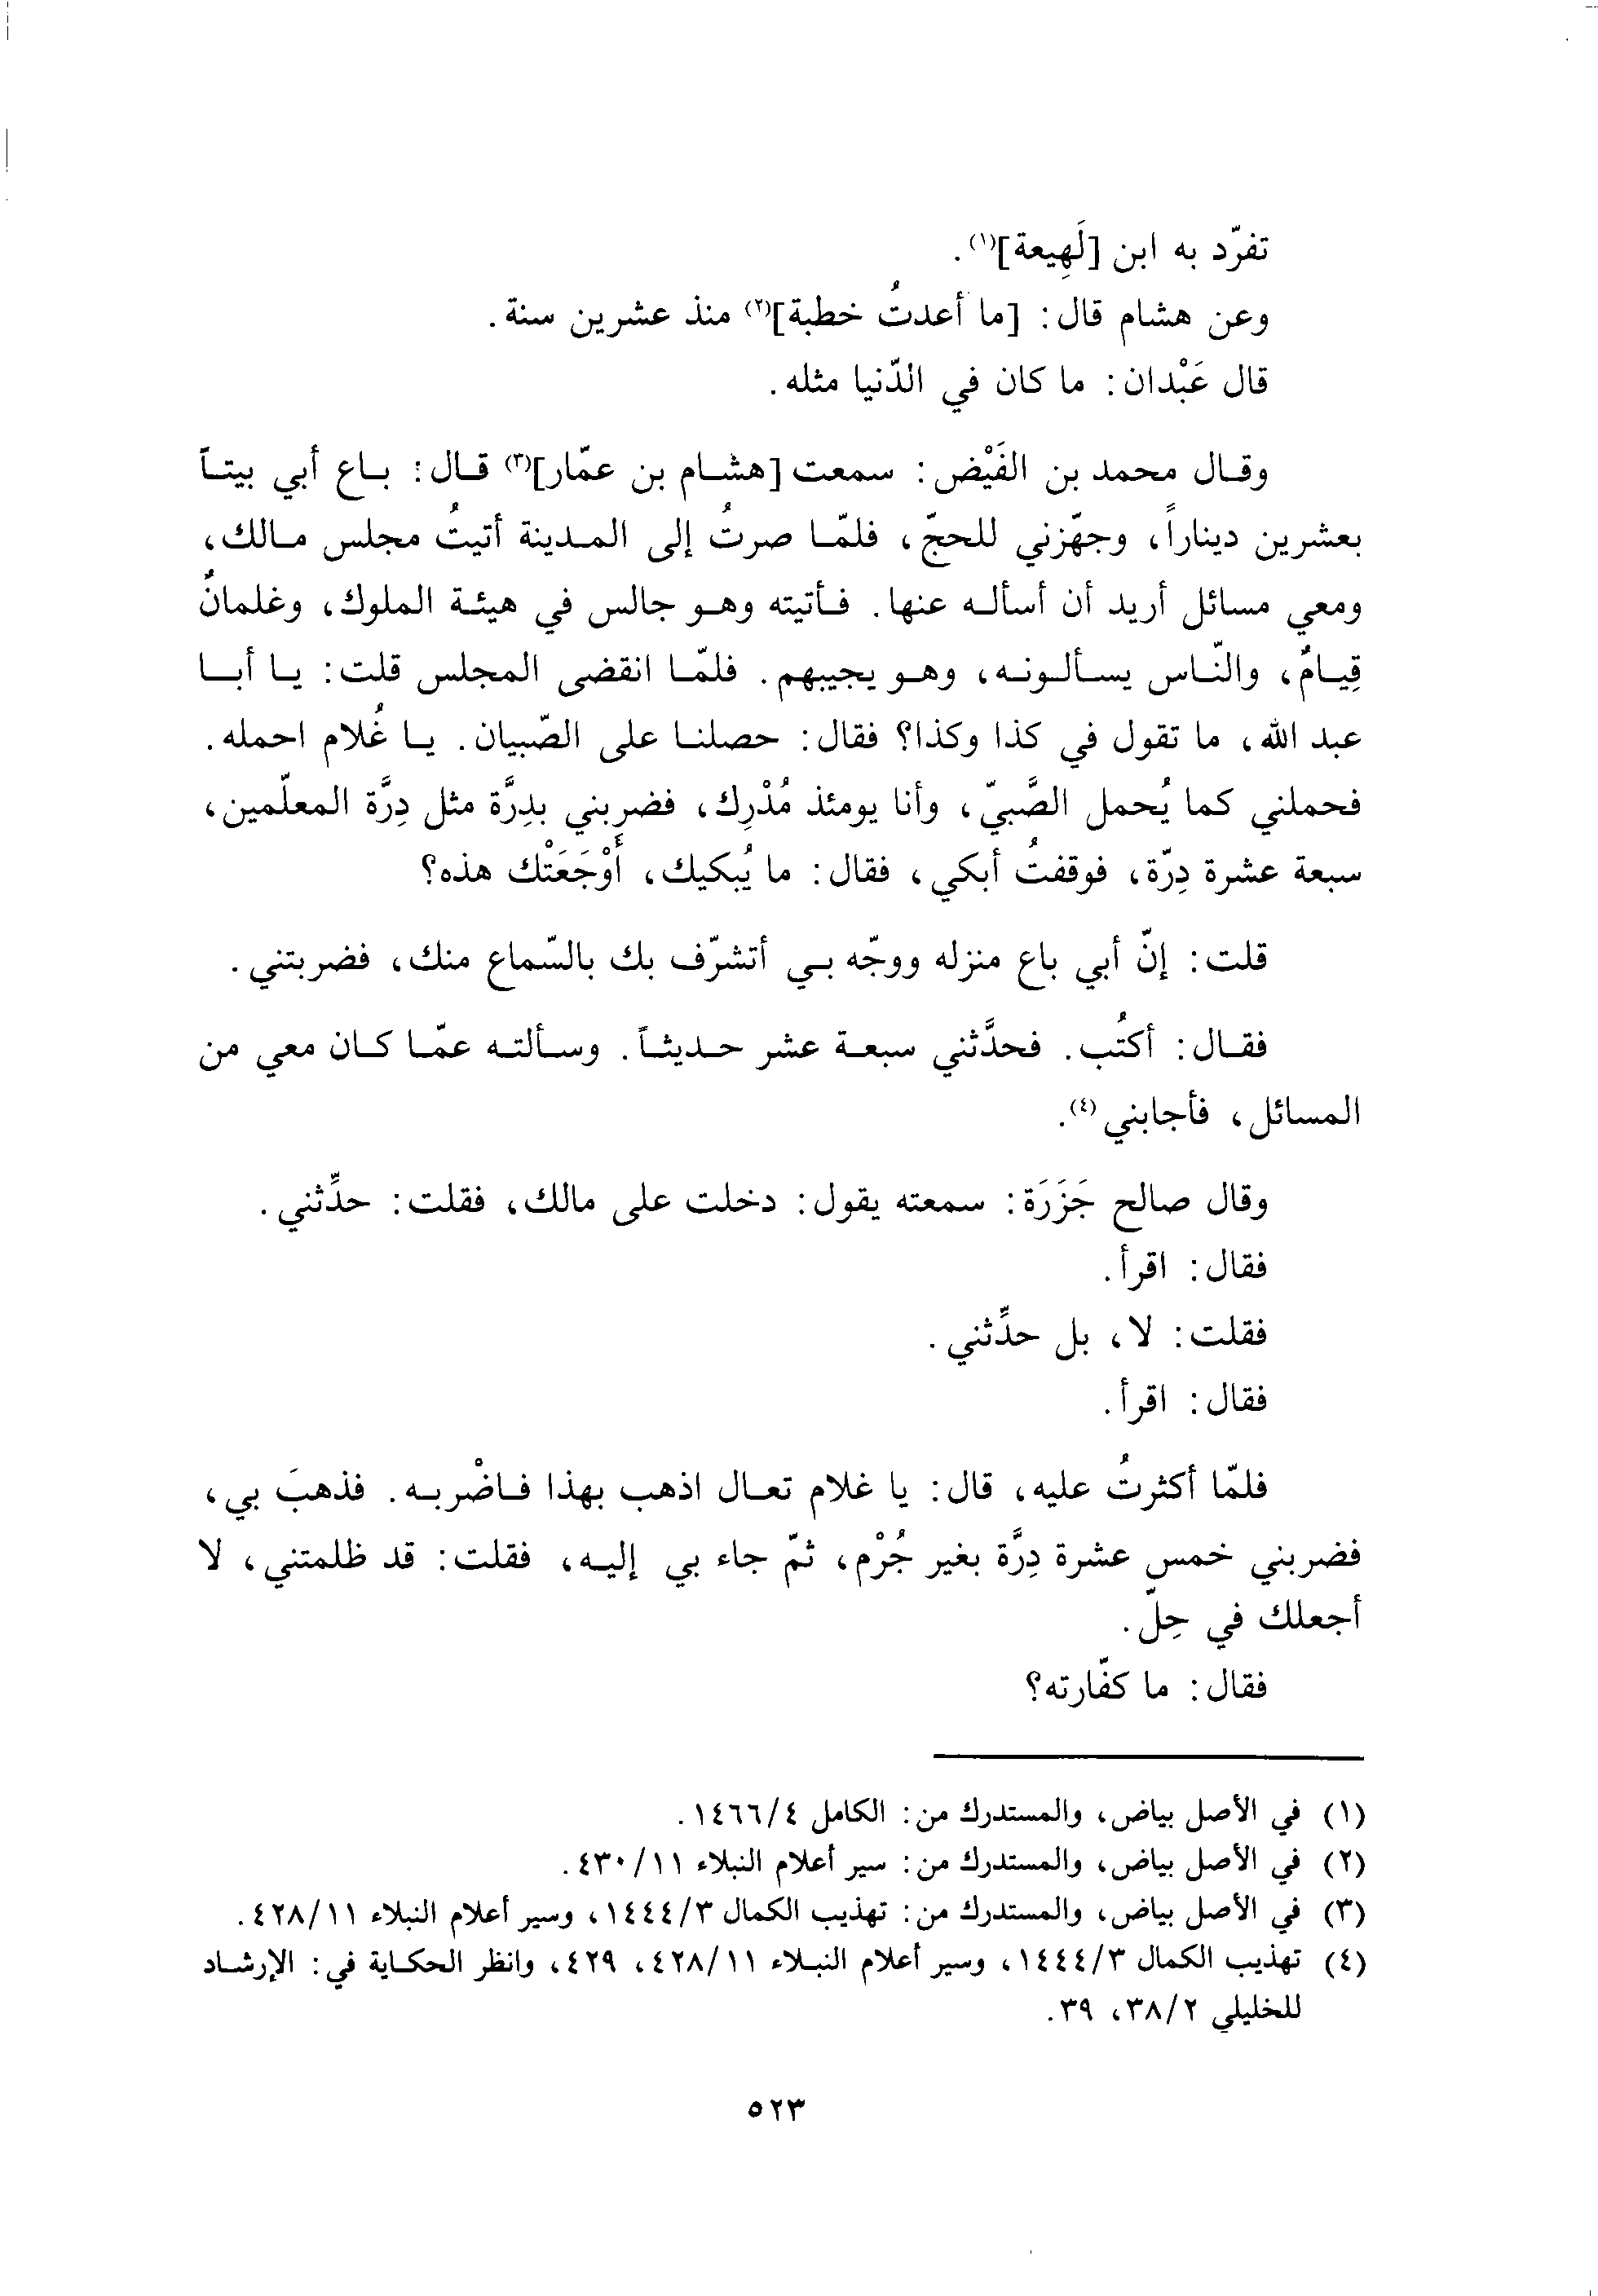 تفرّد به ابن [لَهِيعة]⁽١⁾.
وعن هشام قال: [ما أعدتُ خطبة]⁽٢⁾ منذ عشرين سنة.
قال عَبْدان: ما كان في الدّنيا مثله.
وقال محمد بن الفَيْض: سمعت [هشام بن عمّار]⁽٣⁾ قال: باع أبي بيتاً
بعشرين ديناراً، وجهّزني للحجّ، فلمّا صرتُ إلى المدينة أتيتُ مجلس مالك،
ومعي مسائل أريد أن أسأله عنها. فأتيته وهو جالس في هيئة الملوك، وغلمانٌ
قِيامٌ، والنّاس يسألونه، وهو يجيبهم. فلمّا انقضى المجلس قلت: يا أبا
عبد الله، ما تقول في كذا وكذا؟ فقال: حصلنا على الصّبيان. يا غُلام احمله.
فحملني كما يُحمل الصَّبيّ، وأنا يومئذ مُدْرِك، فضربني بدِرَّة مثل دِرَّة المعلّمين،
سبعة عشرة دِرّة، فوقفتُ أبكي، فقال: ما يُبكيك، أَوْجَعَتْك هذه؟
قلت: إنّ أبي باع منزله ووجّه بي أتشرّف بك بالسّماع منك، فضربتني.
فقال: أكتُب. فحدَّثني سبعة عشر حديثاً. وسألته عمّا كان معي من
المسائل، فأجابني⁽٤⁾.
وقال صالح جَزَرَة: سمعته يقول: دخلت على مالك، فقلت: حدِّثني.
فقال: اقرأ.
فقلت: لا، بل حدِّثني.
فقال: اقرأ.
فلمّا أكثرتُ عليه، قال: يا غلام تعال اذهب بهذا فاضْربه. فذهبَ بي،
فضربني خمس عشرة دِرَّة بغير جُرْم، ثمّ جاء بي إليه، فقلت: قد ظلمتني، لا
أجعلك في حِلّ.
فقال: ما كفّارته؟
(١) في الأصل بياض، والمستدرك من: الكامل ١٤٦٦/٤.
(٢) في الأصل بياض، والمستدرك من: سير أعلام النبلاء ٤٣٠/١١.
(٣) في الأصل بياض، والمستدرك من: تهذيب الكمال ١٤٤٤/٣، وسير أعلام النبلاء ٤٢٨/١١.
(٤) تهذيب الكمال ١٤٤٤/٣، وسير أعلام النبلاء ٤٢٨/١١، ٤٢٩، وانظر الحكاية في: الإرشاد
للخليلي ٣٨/٢، ٣٩.
٥٢٣